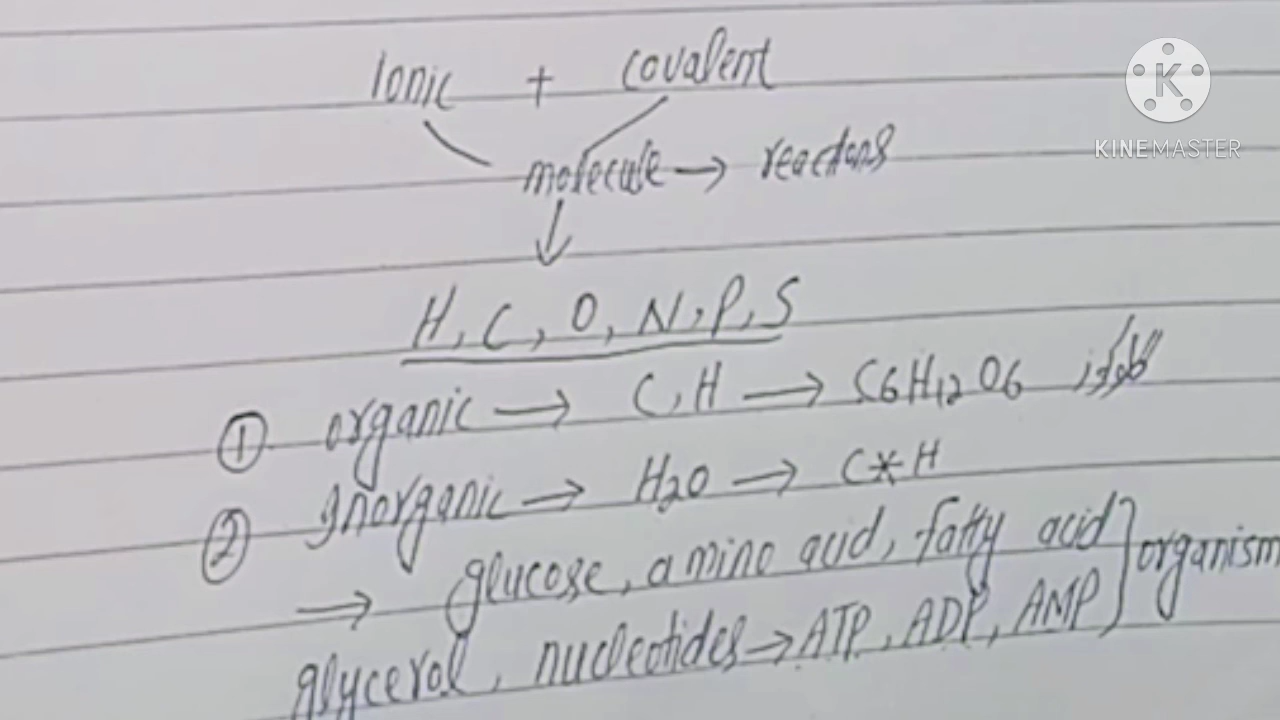 Ionic + covalent
K
KINEMASTER
molecule → reactions
↓
H, C, O, N, P, S
① organic → C, H → C6H12O6
② Inorganic → H2O → C*H
→ glucose, amino acid, fatty acid
organism
glycerol, nucleotides → ATP, ADP, AMP